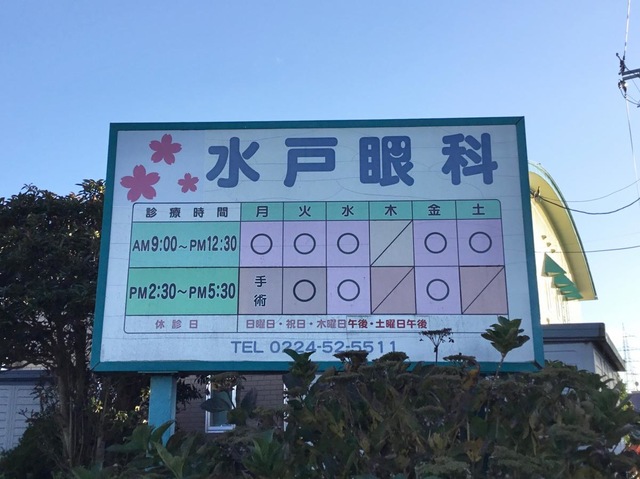 水戸眼科
診療時間 月 火 水 木 金 土
AM9:00～PM12:30 ○ ○ ○ ／ ○ ○
PM2:30～PM5:30 手術 ○ ○ ／ ○ ／
休診日 日曜日・祝日・水曜日午後・土曜日午後
TEL 0224-52-5511